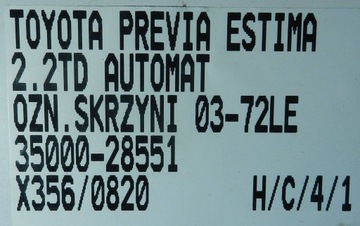 TOYOTA PREVIA ESTIMA
2.2TD AUTOMAT
OZN.SKRZYNI 03-72LE
35000-28551
X356/0820 H/C/4/1